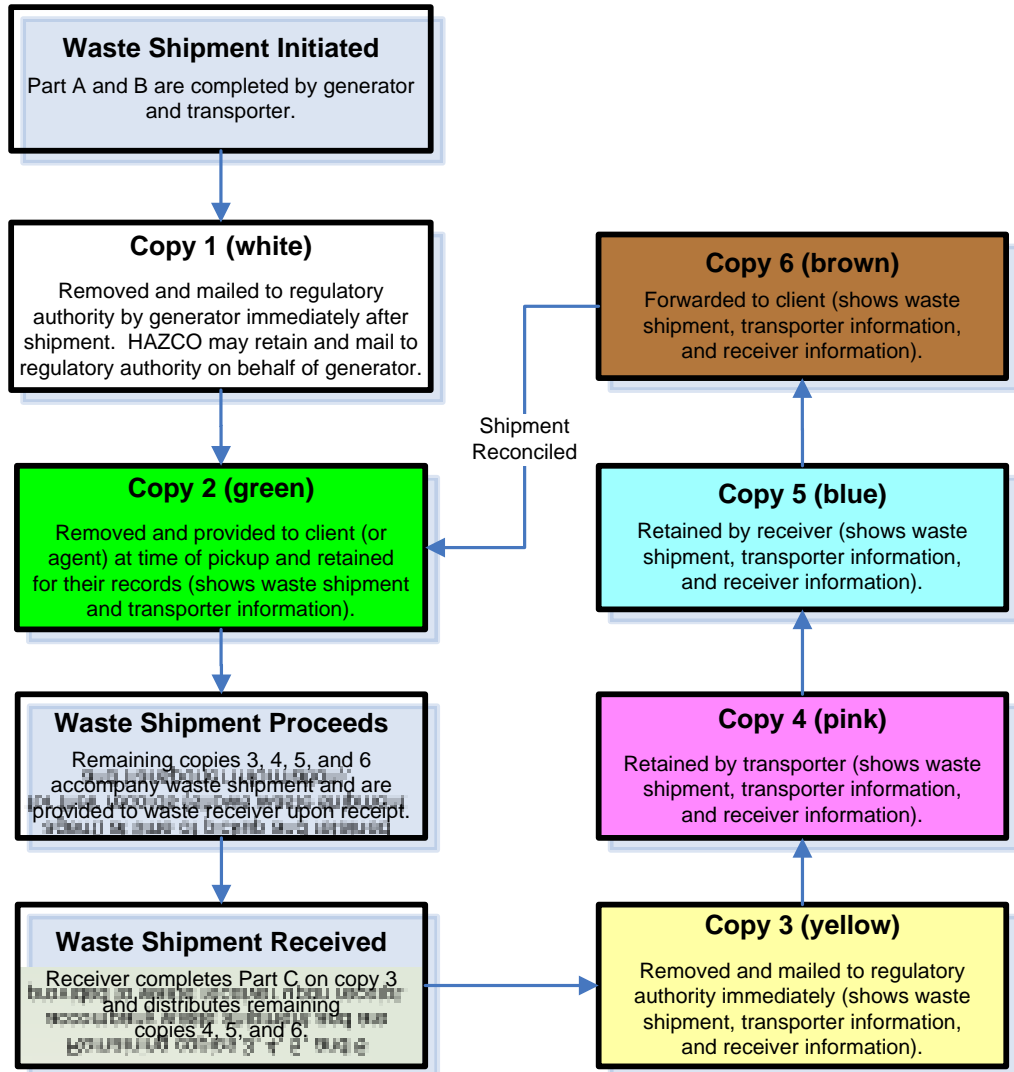 Waste Shipment Initiated
Part A and B are completed by generator
and transporter.
Copy 1 (white)
Removed and mailed to regulatory
authority by generator immediately after
shipment.  HAZCO may retain and mail to
regulatory authority on behalf of generator.
Copy 2 (green)
Removed and provided to client (or
agent) at time of pickup and retained
for their records (shows waste shipment
and transporter information).
Waste Shipment Proceeds
Remaining copies 3, 4, 5, and 6
accompany waste shipment and are
provided to waste receiver upon receipt.
Waste Shipment Received
Receiver completes Part C on copy 3
and distributes remaining
copies 4, 5, and 6.
Copy 3 (yellow)
Removed and mailed to regulatory
authority immediately (shows waste
shipment, transporter information,
and receiver information).
Copy 4 (pink)
Retained by transporter (shows waste
shipment, transporter information,
and receiver information).
Copy 5 (blue)
Retained by receiver (shows waste
shipment, transporter information,
and receiver information).
Copy 6 (brown)
Forwarded to client (shows waste
shipment, transporter information,
and receiver information).
Shipment
Reconciled